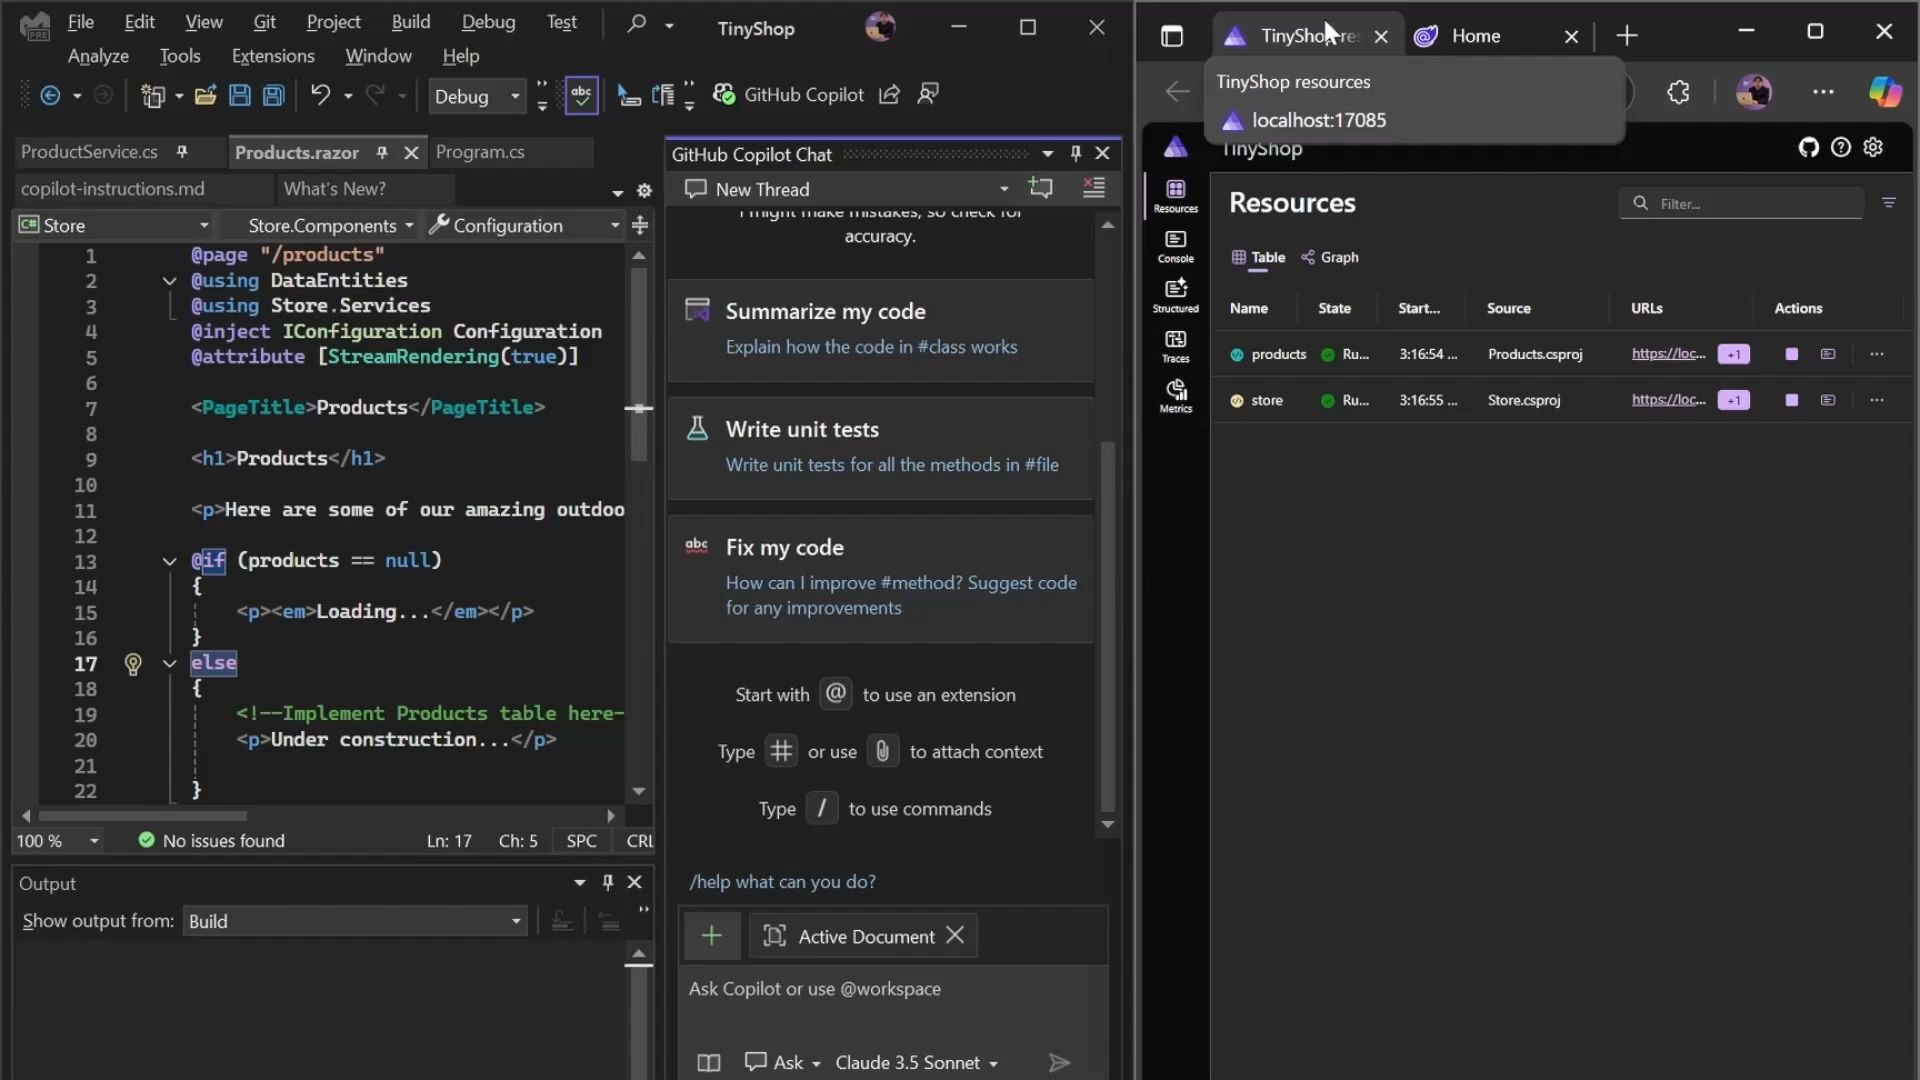 File Edit View Git Project Build Debug Test TinyShop
Analyze Tools Extensions Window Help
Debug abc GitHub Copilot
ProductService.cs Products.razor Program.cs
copilot-instructions.md What's New?
C# Store Store.Components Configuration
1 @page "/products"
2 @using DataEntities
3 @using Store.Services
4 @inject IConfiguration Configuration
5 @attribute [StreamRendering(true)]
6
7 <PageTitle>Products</PageTitle>
8
9 <h1>Products</h1>
10
11 <p>Here are some of our amazing outdoo
12
13 @if (products == null)
14 {
15 <p><em>Loading...</em></p>
16 }
17 else
18 {
19 <!--Implement Products table here-
20 <p>Under construction...</p>
21
22 }
100 % No issues found Ln: 17 Ch: 5 SPC CRL
Output
Show output from: Build
GitHub Copilot Chat
New Thread
I might make mistakes, so check for
accuracy.
Summarize my code
Explain how the code in #class works
Write unit tests
Write unit tests for all the methods in #file
abc Fix my code
How can I improve #method? Suggest code
for any improvements
Start with @ to use an extension
Type # or use to attach context
Type / to use commands
/help what can you do?
+ Active Document
Ask Copilot or use @workspace
Ask Claude 3.5 Sonnet
TinyShop res Home
TinyShop resources
localhost:17085
TinyShop
Resources
Console
Structured
Traces
Metrics
Resources Filter...
Table Graph
Name State Start... Source URLs Actions
products Ru... 3:16:54 ... Products.csproj https://loc... +1
store Ru... 3:16:55 ... Store.csproj https://loc... +1